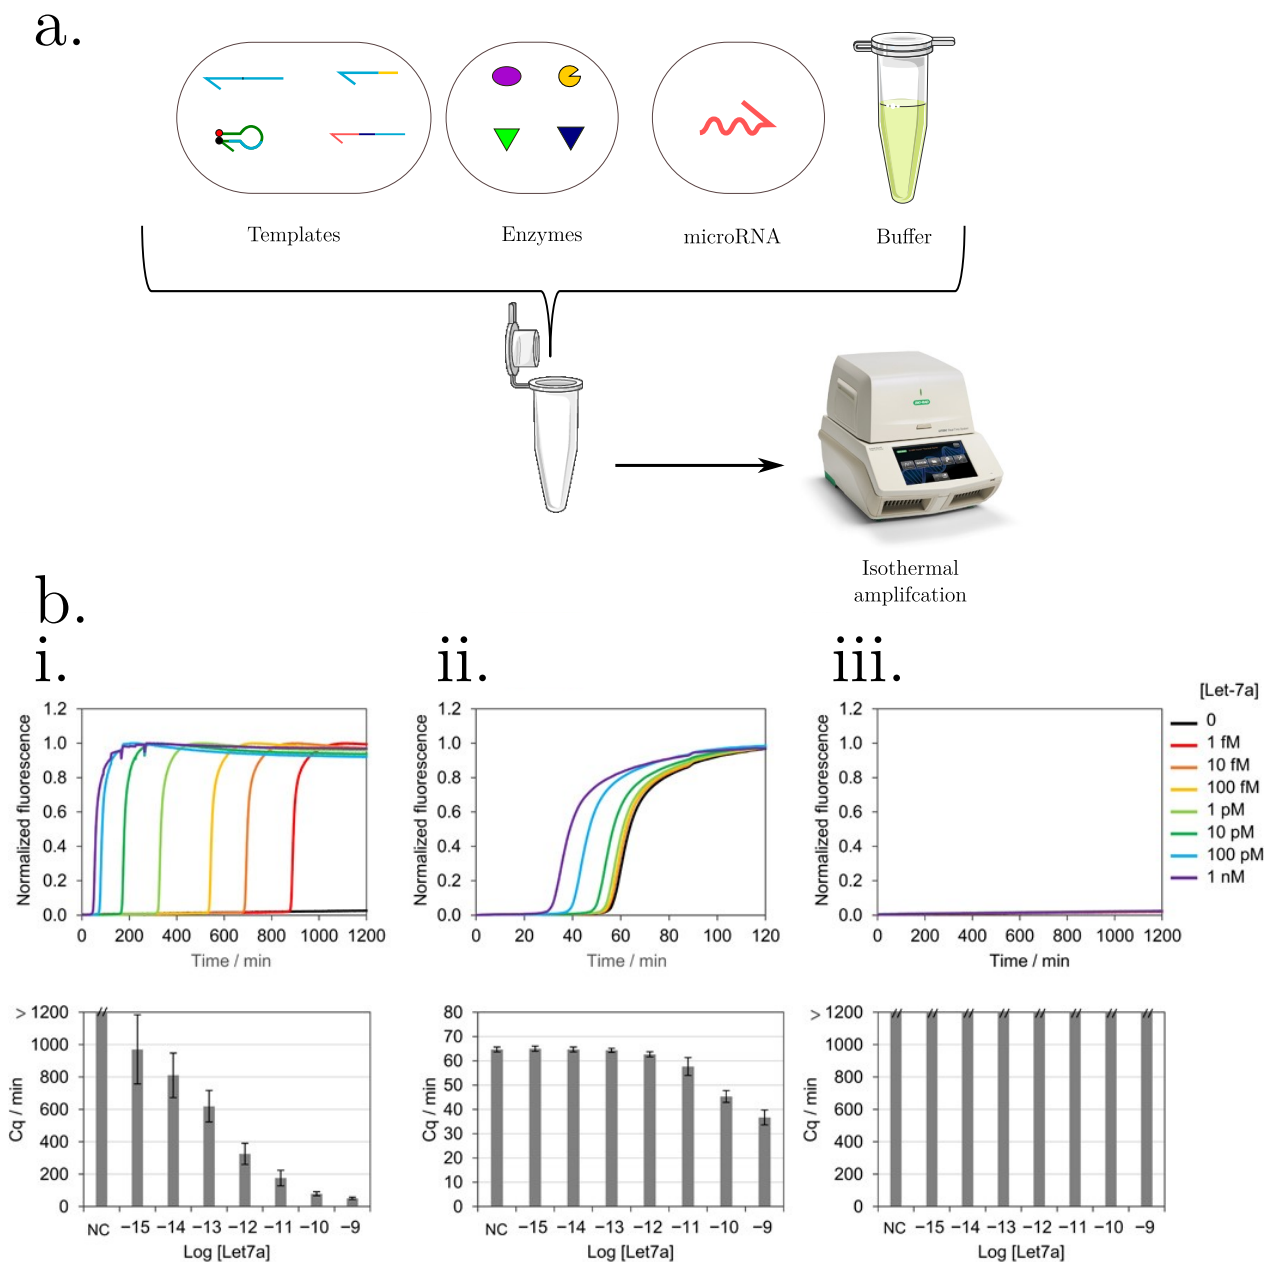 a.
Templates
Enzymes
microRNA
Buffer
Isothermal
amplifcation
b.
i.
ii.
iii.
[Let-7a]
0
1 fM
10 fM
100 fM
1 pM
10 pM
100 pM
1 nM
Normalized fluorescence
1.2
1.0
0.8
0.6
0.4
0.2
0.0
0 200 400 600 800 1000 1200
Time / min
Normalized fluorescence
1.2
1.0
0.8
0.6
0.4
0.2
0.0
0 20 40 60 80 100 120
Time / min
Normalized fluorescence
1.2
1.0
0.8
0.6
0.4
0.2
0.0
0 200 400 600 800 1000 1200
Time / min
Cq / min
> 1200
1000
800
600
400
200
0
NC −15 −14 −13 −12 −11 −10 −9
Log [Let7a]
Cq / min
80
70
60
50
40
30
20
10
0
NC −15 −14 −13 −12 −11 −10 −9
Log [Let7a]
Cq / min
> 1200
1000
800
600
400
200
0
NC −15 −14 −13 −12 −11 −10 −9
Log [Let7a]